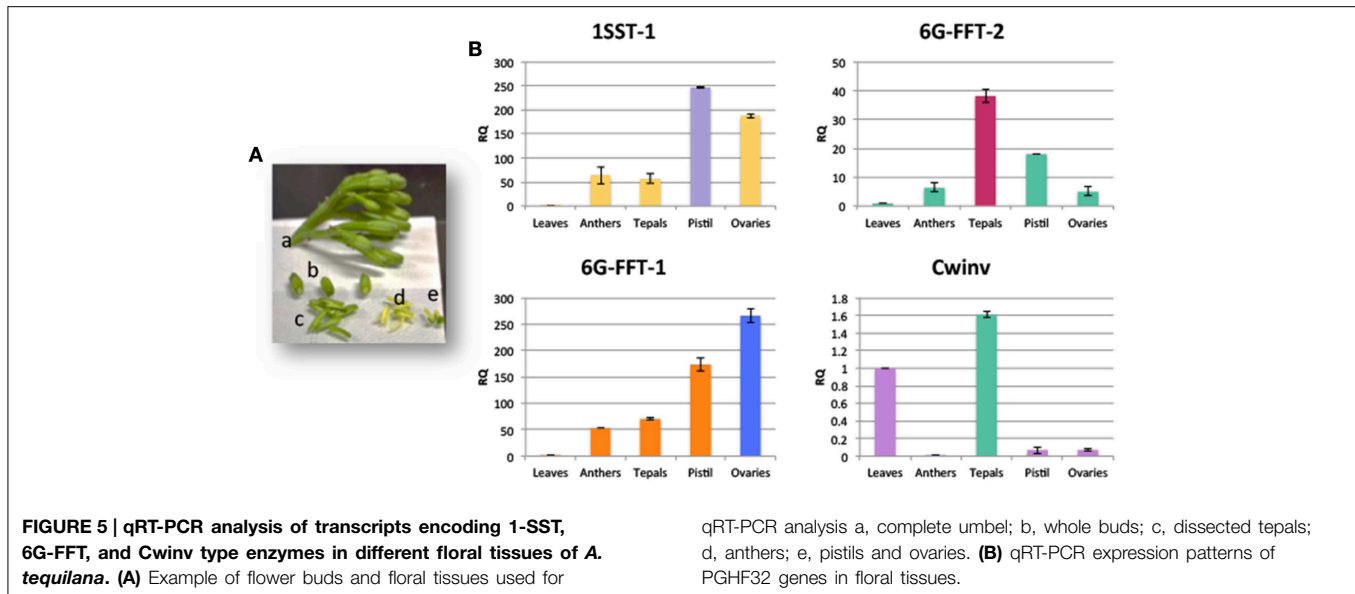 A
a
b
c
d
e
B
1SST-1
RQ
300
250
200
150
100
50
0
Leaves Anthers Tepals Pistil Ovaries
6G-FFT-2
RQ
50
40
30
20
10
0
Leaves Anthers Tepals Pistil Ovaries
6G-FFT-1
RQ
300
250
200
150
100
50
0
Leaves Anthers Tepals Pistil Ovaries
Cwinv
RQ
1.8
1.6
1.4
1.2
1
0.8
0.6
0.4
0.2
0
Leaves Anthers Tepals Pistil Ovaries
FIGURE 5 | qRT-PCR analysis of transcripts encoding 1-SST,
6G-FFT, and Cwinv type enzymes in different floral tissues of A.
tequilana. (A) Example of flower buds and floral tissues used for
qRT-PCR analysis a, complete umbel; b, whole buds; c, dissected tepals;
d, anthers; e, pistils and ovaries. (B) qRT-PCR expression patterns of
PGHF32 genes in floral tissues.